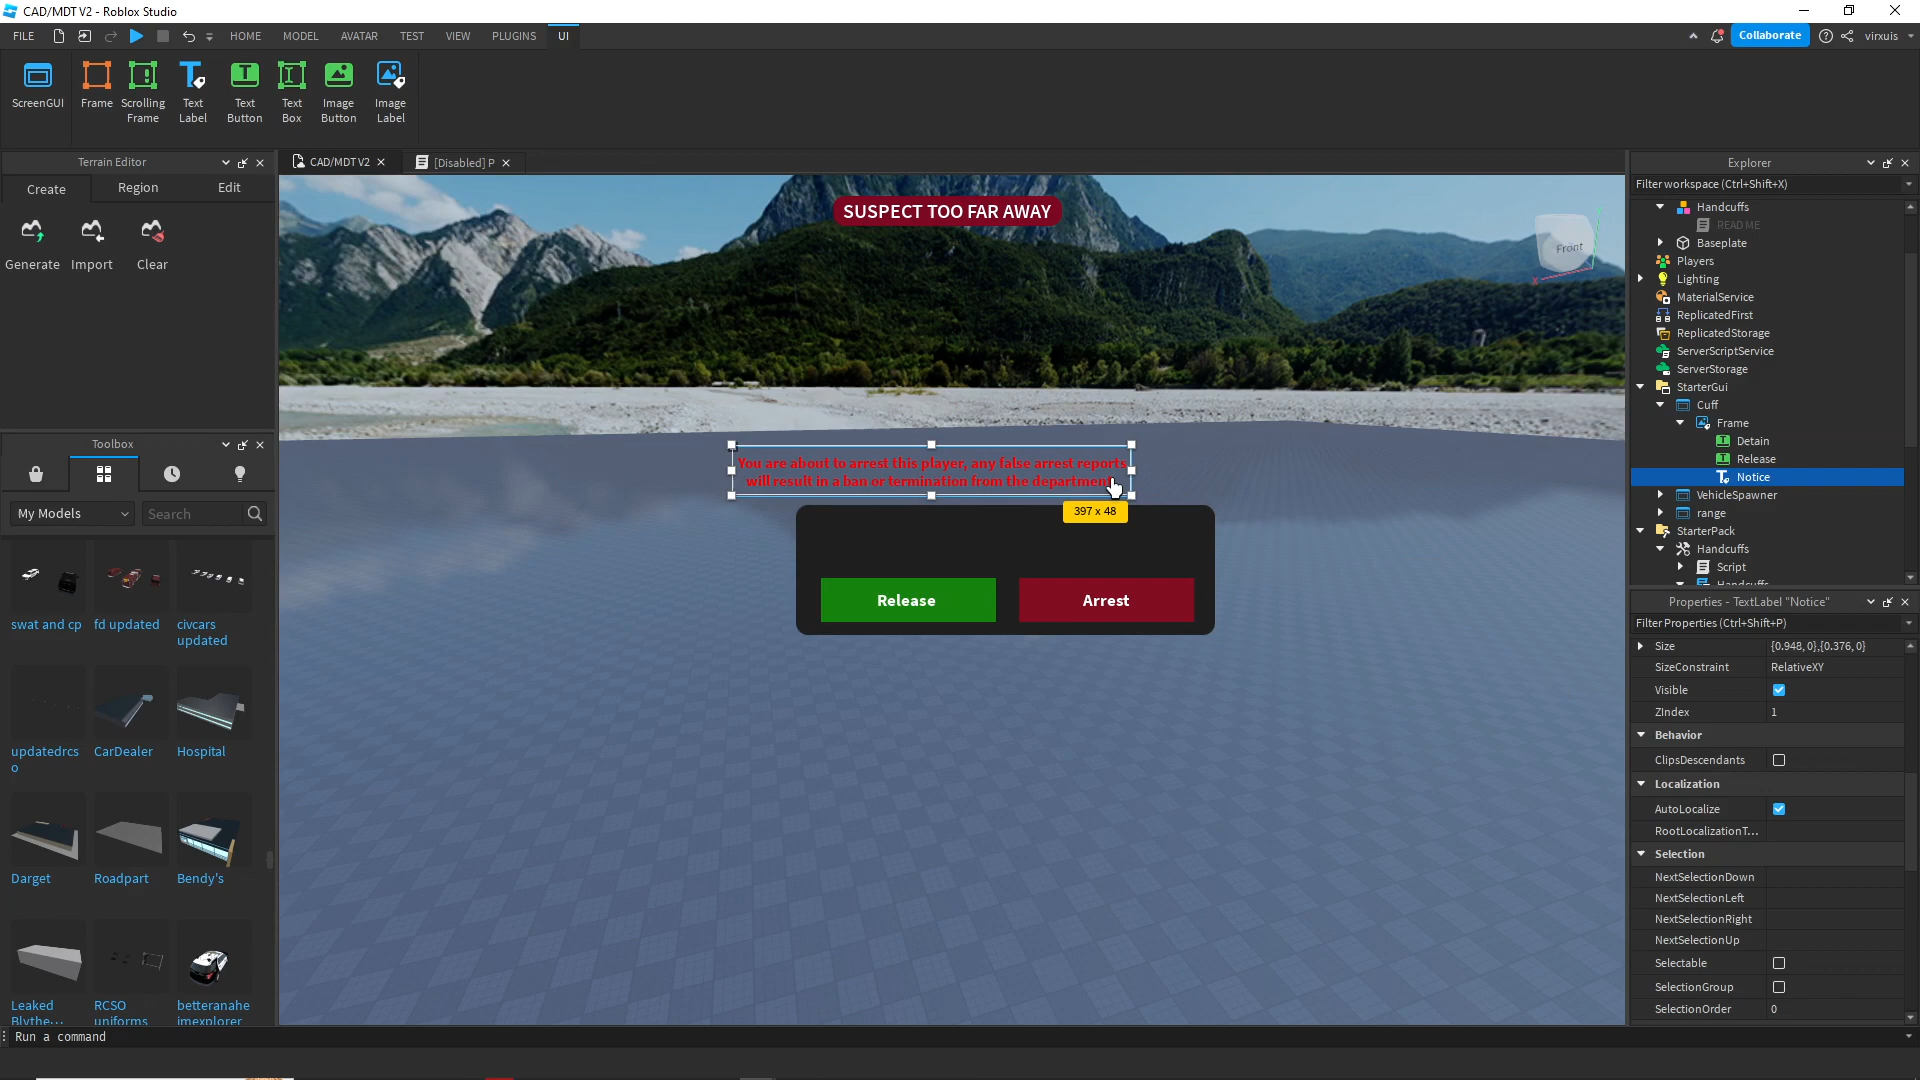 CAD/MDT V2 - Roblox Studio
FILE
HOME
MODEL
AVATAR
TEST
VIEW
PLUGINS
UI
Collaborate
virxuis
ScreenGUI
Frame
Scrolling
Frame
Text
Label
Text
Button
Text
Box
Image
Button
Image
Label
Terrain Editor
Create
Region
Edit
Generate
Import
Clear
Toolbox
My Models
Search
swat and cp
fd updated
civcars
updated
updatedrcs
o
CarDealer
Hospital
Darget
Roadpart
Bendy's
Leaked
Blythe-··
RCSO
uniforms
betteranahe
imexplorer
CAD/MDT V2
[Disabled] P
SUSPECT TOO FAR AWAY
Front
X
You are about to arrest this player, any false arrest reports
will result in a ban or termination from the department
397 x 48
Release
Arrest
Explorer
Filter workspace (Ctrl+Shift+X)
Handcuffs
READ ME
Baseplate
Players
Lighting
MaterialService
ReplicatedFirst
ReplicatedStorage
ServerScriptService
ServerStorage
StarterGui
Cuff
Frame
Detain
Release
Notice
VehicleSpawner
range
StarterPack
Handcuffs
Script
Handcuffs
Properties - TextLabel "Notice"
Filter Properties (Ctrl+Shift+P)
Size {0.948, 0},{0.376, 0}
SizeConstraint RelativeXY
Visible
ZIndex 1
Behavior
ClipsDescendants
Localization
AutoLocalize
RootLocalizationT...
Selection
NextSelectionDown
NextSelectionLeft
NextSelectionRight
NextSelectionUp
Selectable
SelectionGroup
SelectionOrder 0
Run a command